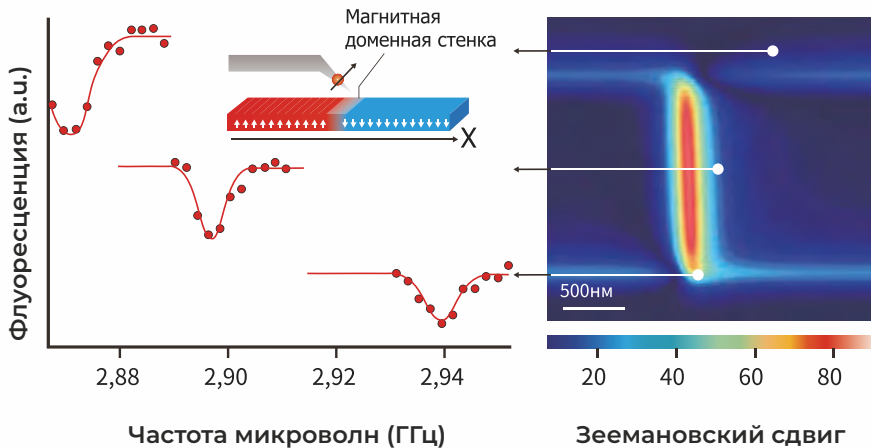 Магнитная
доменная стенка
X
Флуоресценция (a.u.)
2,88
2,90
2,92
2,94
Частота микроволн (ГГц)
500нм
20
40
60
80
Зеемановский сдвиг